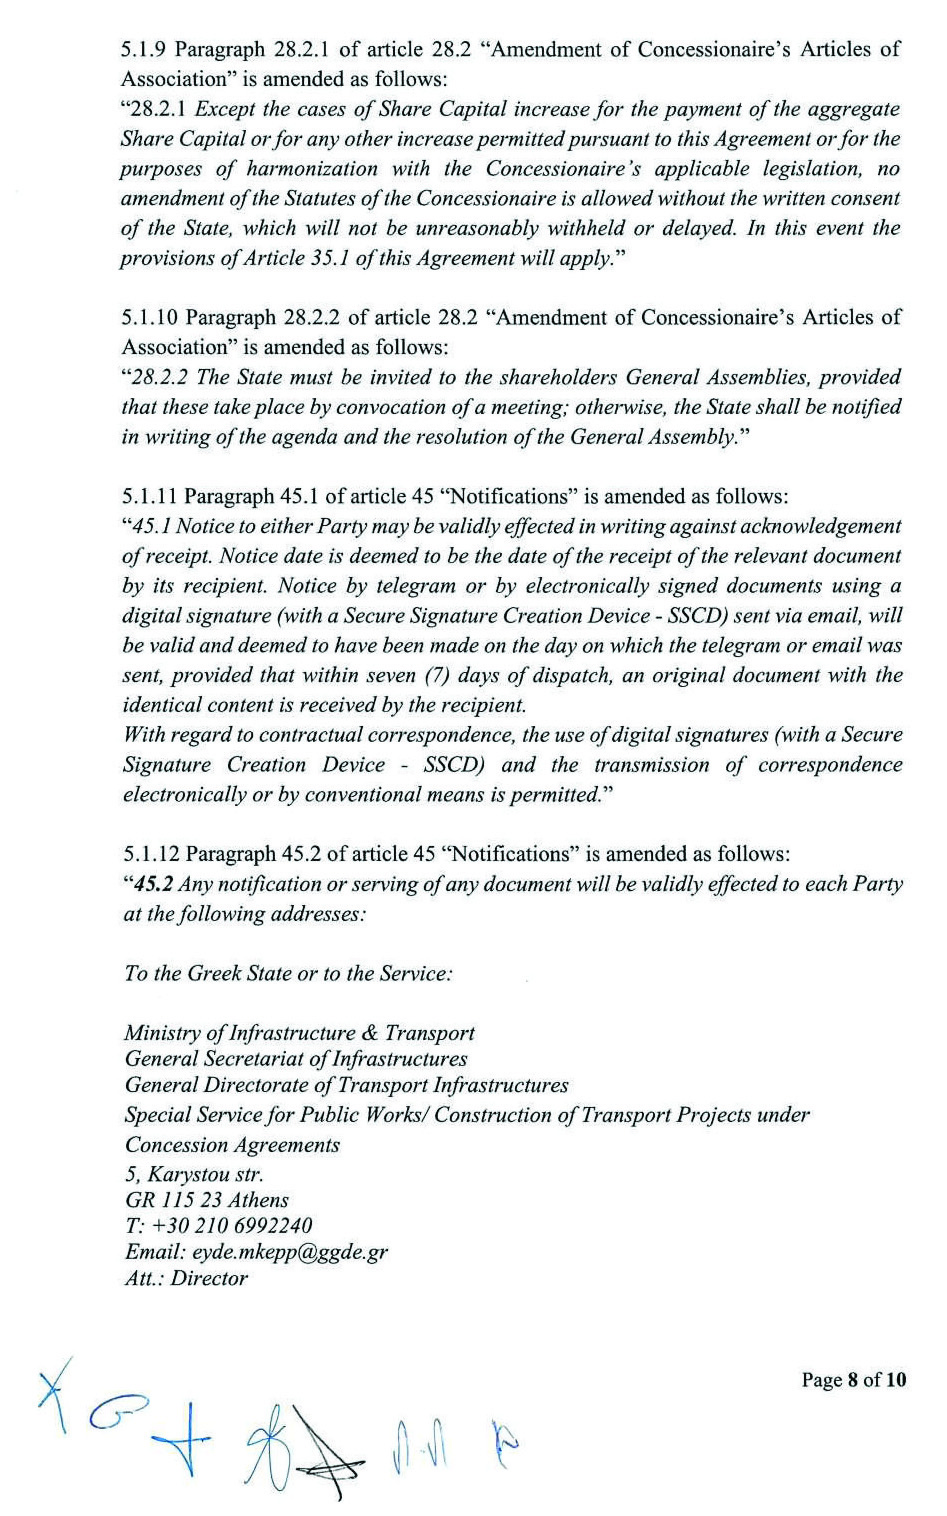 5.1.9 Paragraph 28.2.1 of article 28.2 “Amendment of Concessionaire’s Articles of
Association” is amended as follows:
“28.2.1 Except the cases of Share Capital increase for the payment of the aggregate
Share Capital or for any other increase permitted pursuant to this Agreement or for the
purposes of harmonization with the Concessionaire’s applicable legislation, no
amendment of the Statutes of the Concessionaire is allowed without the written consent
of the State, which will not be unreasonably withheld or delayed. In this event the
provisions of Article 35.1 of this Agreement will apply.”
5.1.10 Paragraph 28.2.2 of article 28.2 “Amendment of Concessionaire’s Articles of
Association” is amended as follows:
“28.2.2 The State must be invited to the shareholders General Assemblies, provided
that these take place by convocation of a meeting; otherwise, the State shall be notified
in writing of the agenda and the resolution of the General Assembly.”
5.1.11 Paragraph 45.1 of article 45 “Notifications” is amended as follows:
“45.1 Notice to either Party may be validly effected in writing against acknowledgement
of receipt. Notice date is deemed to be the date of the receipt of the relevant document
by its recipient. Notice by telegram or by electronically signed documents using a
digital signature (with a Secure Signature Creation Device - SSCD) sent via email, will
be valid and deemed to have been made on the day on which the telegram or email was
sent, provided that within seven (7) days of dispatch, an original document with the
identical content is received by the recipient.
With regard to contractual correspondence, the use of digital signatures (with a Secure
Signature Creation Device - SSCD) and the transmission of correspondence
electronically or by conventional means is permitted.”
5.1.12 Paragraph 45.2 of article 45 “Notifications” is amended as follows:
“45.2 Any notification or serving of any document will be validly effected to each Party
at the following addresses:
To the Greek State or to the Service:
Ministry of Infrastructure & Transport
General Secretariat of Infrastructures
General Directorate of Transport Infrastructures
Special Service for Public Works/ Construction of Transport Projects under
Concession Agreements
5, Karystou str.
GR 115 23 Athens
T: +30 210 6992240
Email: eyde.mkepp@ggde.gr
Att.: Director
Page 8 of 10